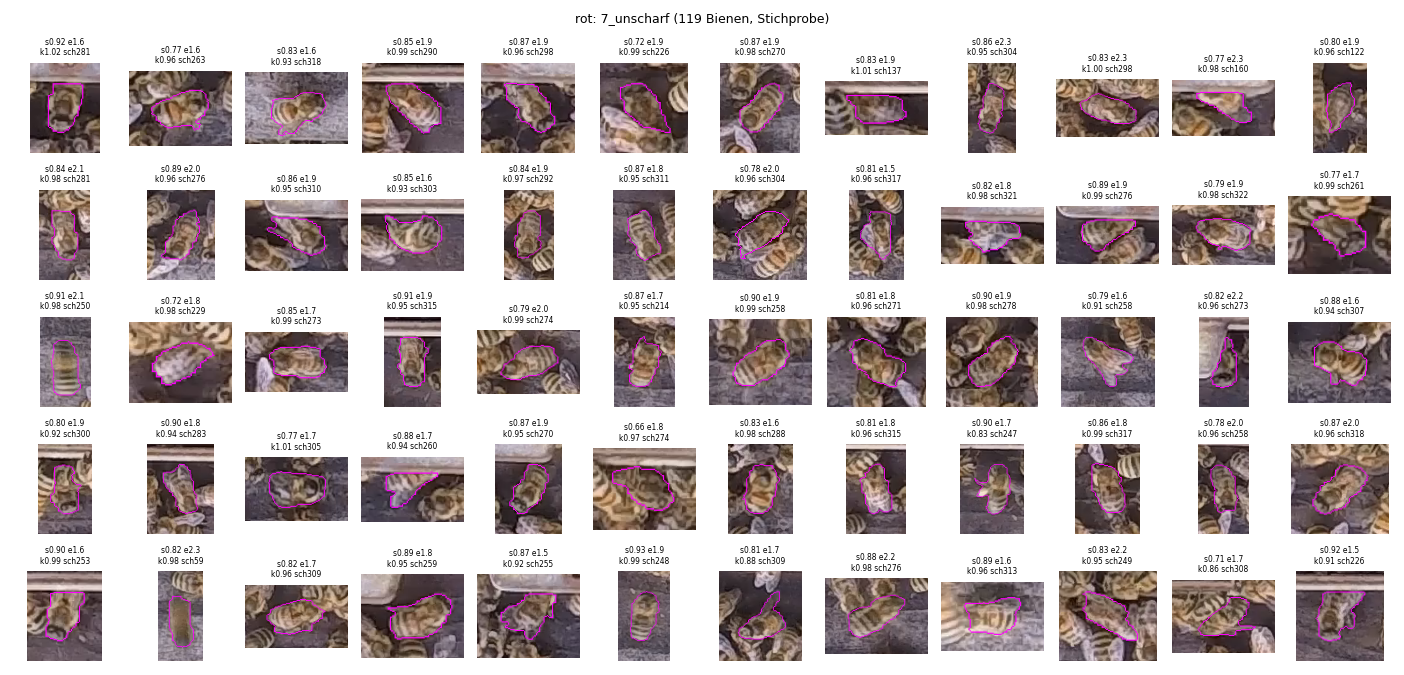 rot: 7_unscharf (119 Bienen, Stichprobe)
s0.92 e1.6
k1.02 sch281
s0.77 e1.6
k0.96 sch263
s0.83 e1.6
k0.93 sch318
s0.85 e1.9
k0.99 sch290
s0.87 e1.9
k0.96 sch298
s0.72 e1.9
k0.99 sch226
s0.87 e1.9
k0.98 sch270
s0.83 e1.9
k1.01 sch137
s0.86 e2.3
k0.95 sch304
s0.83 e2.3
k1.00 sch298
s0.77 e2.3
k0.98 sch160
s0.80 e1.9
k0.96 sch122
s0.84 e2.1
k0.98 sch281
s0.89 e2.0
k0.96 sch276
s0.86 e1.9
k0.95 sch310
s0.85 e1.6
k0.93 sch303
s0.84 e1.9
k0.97 sch292
s0.87 e1.8
k0.95 sch311
s0.78 e2.0
k0.96 sch304
s0.81 e1.5
k0.96 sch317
s0.82 e1.8
k0.98 sch321
s0.89 e1.9
k0.99 sch276
s0.79 e1.9
k0.98 sch322
s0.77 e1.7
k0.99 sch261
s0.91 e2.1
k0.98 sch250
s0.72 e1.8
k0.98 sch229
s0.85 e1.7
k0.99 sch273
s0.91 e1.9
k0.95 sch315
s0.79 e2.0
k0.99 sch274
s0.87 e1.7
k0.95 sch214
s0.90 e1.9
k0.99 sch258
s0.81 e1.8
k0.96 sch271
s0.90 e1.9
k0.98 sch278
s0.79 e1.6
k0.91 sch258
s0.82 e2.2
k0.96 sch273
s0.88 e1.6
k0.94 sch307
s0.80 e1.9
k0.92 sch300
s0.90 e1.8
k0.94 sch283
s0.77 e1.7
k1.01 sch305
s0.88 e1.7
k0.94 sch260
s0.87 e1.9
k0.95 sch270
s0.66 e1.8
k0.97 sch274
s0.83 e1.6
k0.98 sch288
s0.81 e1.8
k0.96 sch315
s0.90 e1.7
k0.83 sch247
s0.86 e1.8
k0.99 sch317
s0.78 e2.0
k0.96 sch258
s0.87 e2.0
k0.96 sch318
s0.90 e1.6
k0.99 sch253
s0.82 e2.3
k0.98 sch59
s0.82 e1.7
k0.96 sch309
s0.89 e1.8
k0.95 sch259
s0.87 e1.5
k0.92 sch255
s0.93 e1.9
k0.99 sch248
s0.81 e1.7
k0.88 sch309
s0.88 e2.2
k0.98 sch276
s0.89 e1.6
k0.96 sch313
s0.83 e2.2
k0.95 sch249
s0.71 e1.7
k0.86 sch308
s0.92 e1.5
k0.91 sch226